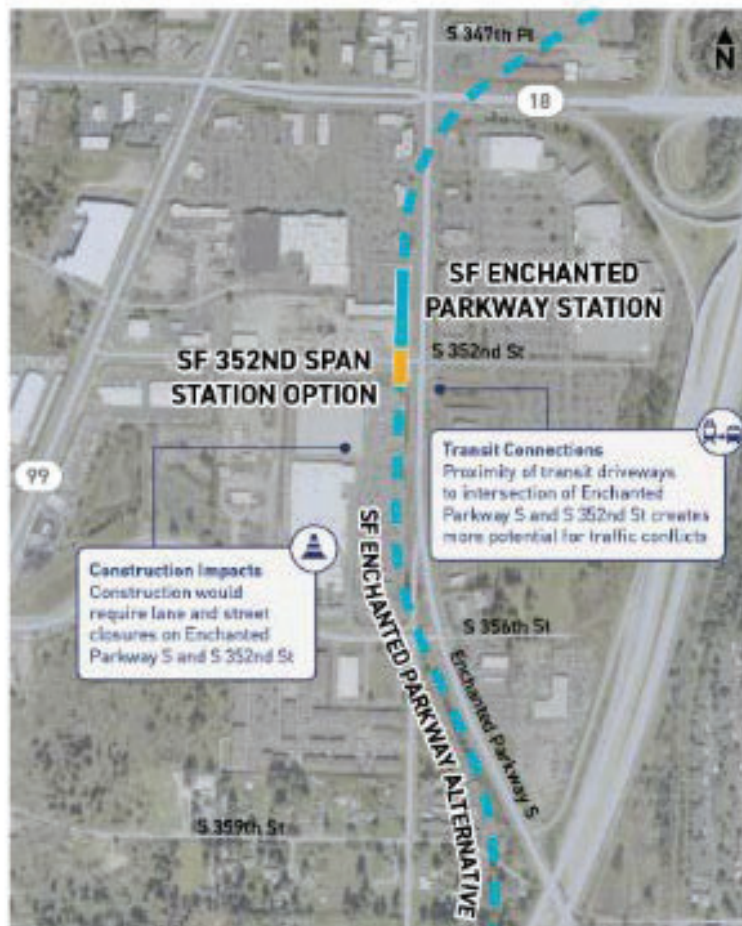 S 347th Pl
N
18
SF ENCHANTED
PARKWAY STATION
SF 352ND SPAN
STATION OPTION
S 352nd St
99
Transit Connections
Proximity of transit driveways
to intersection of Enchanted
Parkway S and S 352nd St creates
more potential for traffic conflicts
Construction Impacts
Construction would
require lane and street
closures on Enchanted
Parkway S and S 352nd St
S 356th St
Enchanted Parkway S
SF ENCHANTED PARKWAY ALTERNATIVE
S 359th St